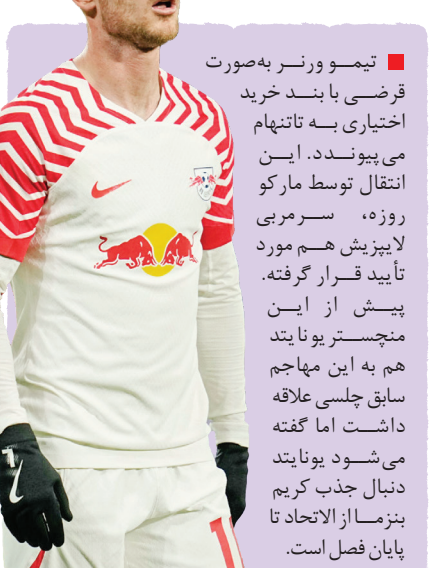 تیمو ورنر به‌صورت
قرضی با بند خرید
اختیاری به تاتنهام
می‌پیوندد. این
انتقال توسط مارکو
روزه، سرمربی
لایپزیش هم مورد
تأیید قرار گرفته.
پیش از این
منچستریونایتد
هم به این مهاجم
سابق چلسی علاقه
داشت اما گفته
می‌شود یونایتد
دنبال جذب کریم
بنزما از الاتحاد تا
پایان فصل است.